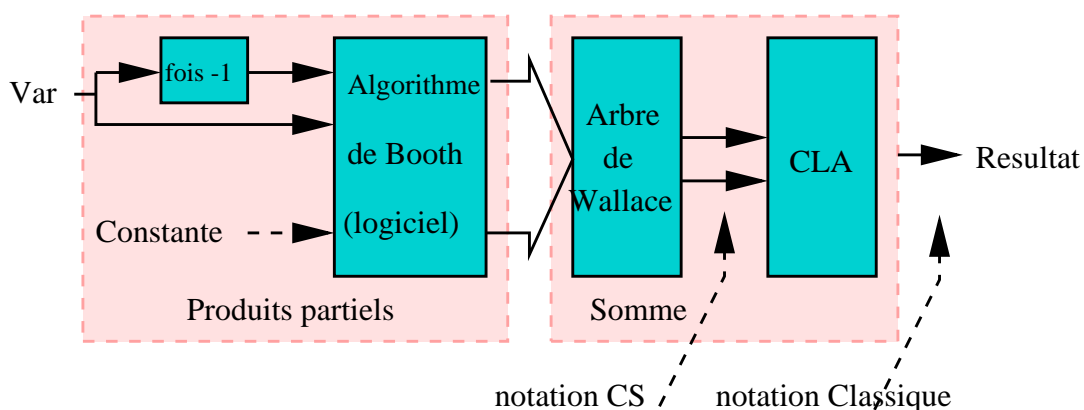 Var
fois -1
Constante
Algorithme
de Booth
(logiciel)
Produits partiels
Arbre
de
Wallace
CLA
Somme
Resultat
notation CS
notation Classique